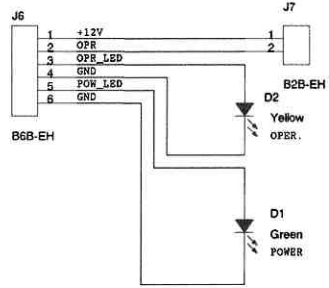 J6
J7
1 +12V 1
2 OPR 2
3 OPR_LED
4 GND
5 POW_LED
6 GND
B6B-EH
B2B-EH
D2
Yellow
OPER.
D1
Green
POWER